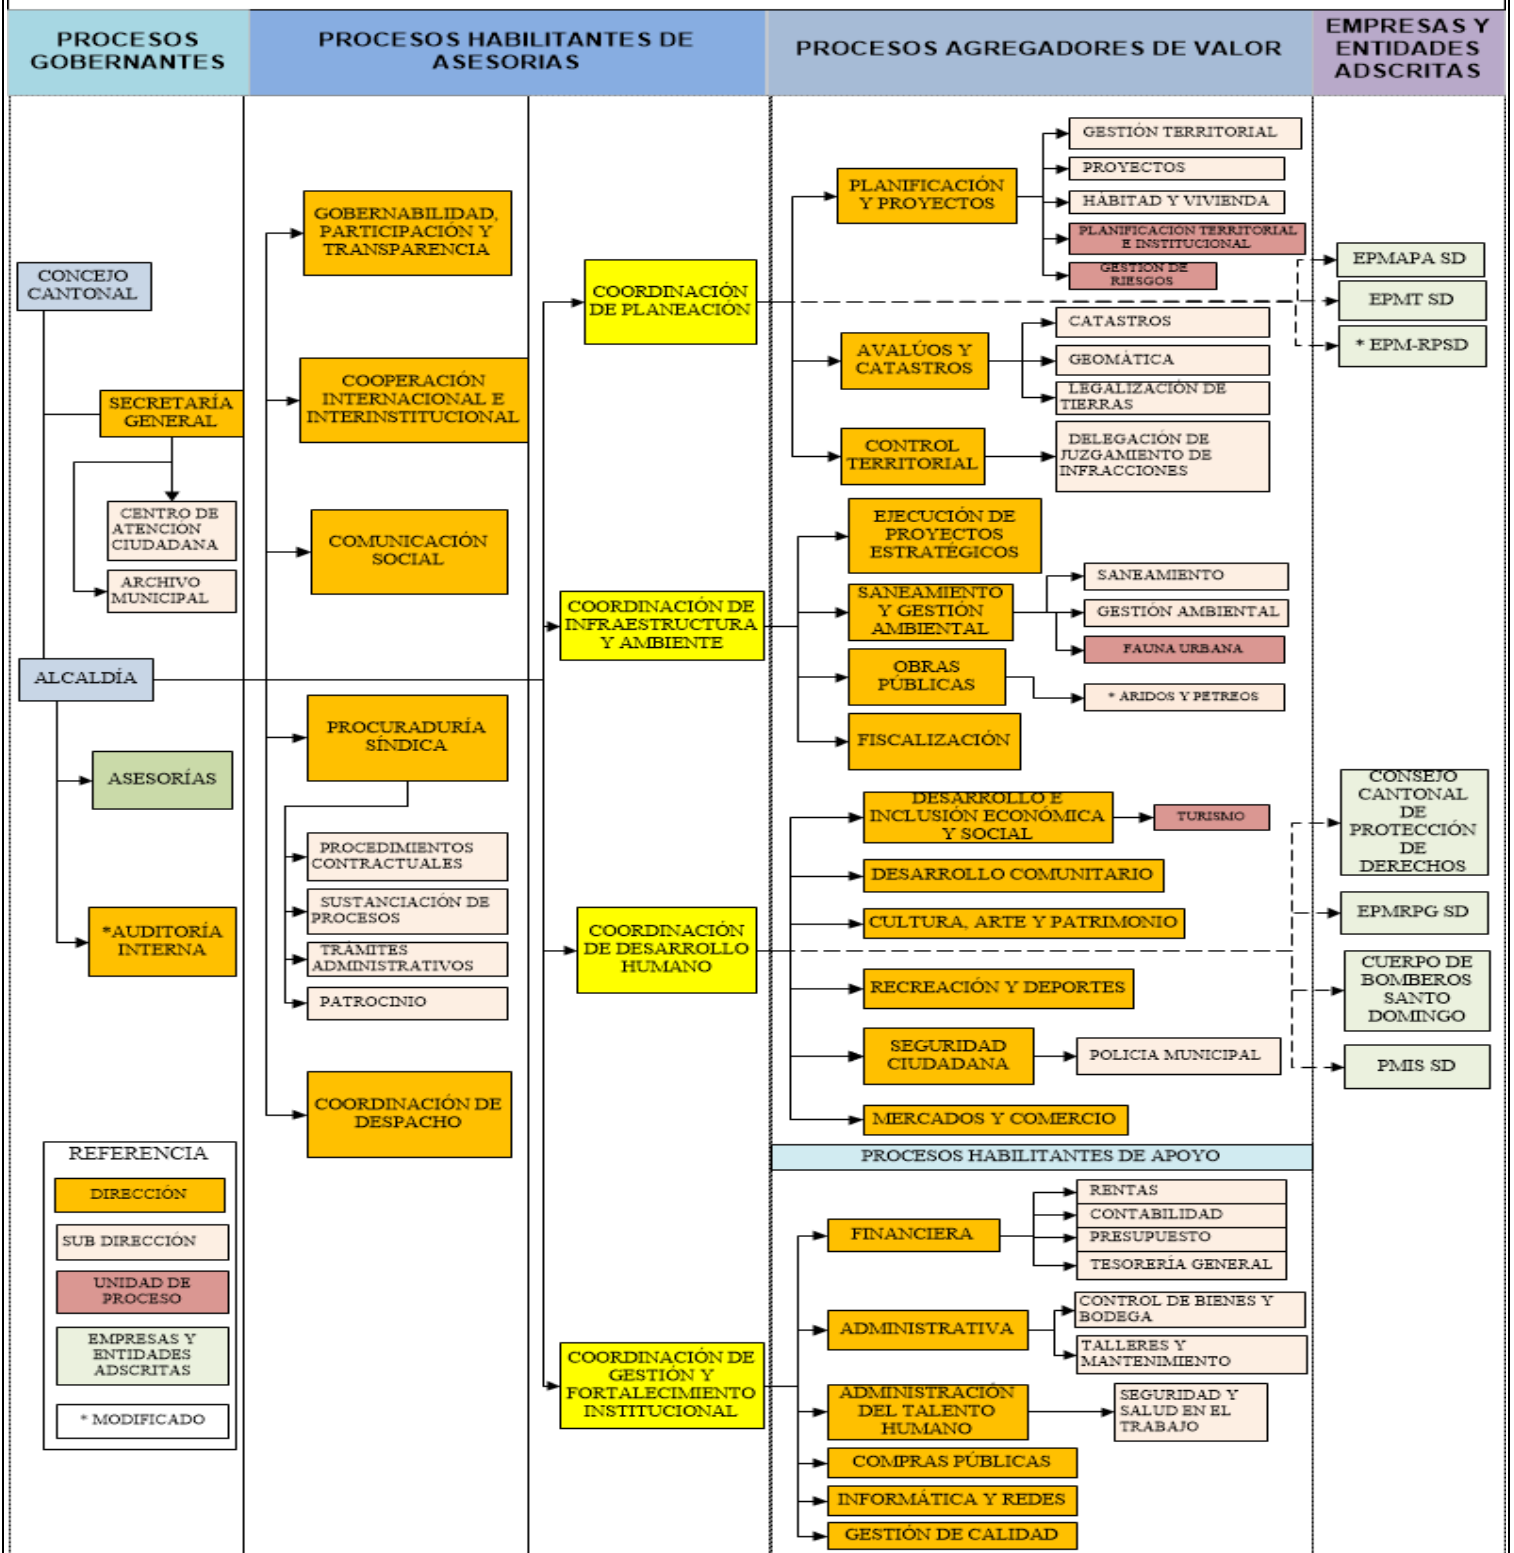 PROCESOS
GOBERNANTES
PROCESOS HABILITANTES DE
ASESORIAS
PROCESOS AGREGADORES DE VALOR
EMPRESAS Y
ENTIDADES
ADSCRITAS
CONCEJO
CANTONAL
SECRETARÍA
GENERAL
CENTRO DE
ATENCIÓN
CIUDADANA
ARCHIVO
MUNICIPAL
ALCALDÍA
ASESORÍAS
*AUDITORÍA
INTERNA
REFERENCIA
DIRECCIÓN
SUB DIRECCIÓN
UNIDAD DE
PROCESO
EMPRESAS Y
ENTIDADES
ADSCRITAS
* MODIFICADO
GOBERNABILIDAD,
PARTICIPACIÓN Y
TRANSPARENCIA
COOPERACIÓN
INTERNACIONAL E
INTERINSTITUCIONAL
COMUNICACIÓN
SOCIAL
PROCURADURÍA
SÍNDICA
PROCEDIMIENTOS
CONTRACTUALES
SUSTANCIACIÓN DE
PROCESOS
TRÀMITES
ADMINISTRATIVOS
PATROCINIO
COORDINACIÓN DE
DESPACHO
COORDINACIÓN
DE PLANEACIÓN
COORDINACIÓN DE
INFRAESTRUCTURA
Y AMBIENTE
COORDINACIÓN
DE DESARROLLO
HUMANO
COORDINACIÓN DE
GESTIÓN Y
FORTALECIMIENTO
INSTITUCIONAL
PLANIFICACIÓN
Y PROYECTOS
GESTIÓN TERRITORIAL
PROYECTOS
HÀBITAD Y VIVIENDA
PLANIFICACIÓN TERRITORIAL
E INSTITUCIONAL
GESTION DE
RIESGOS
AVALÚOS Y
CATASTROS
CATASTROS
GEOMÀTICA
LEGALIZACIÓN DE
TIERRAS
CONTROL
TERRITORIAL
DELEGACIÓN DE
JUZGAMIENTO DE
INFRACCIONES
EJECUCIÓN DE
PROYECTOS
ESTRATÉGICOS
SANEAMIENTO
Y GESTIÓN
AMBIENTAL
SANEAMIENTO
GESTIÓN AMBIENTAL
FAUNA URBANA
OBRAS
PÚBLICAS
* ARIDOS Y PETREOS
FISCALIZACIÓN
DESARROLLO E
INCLUSIÓN ECONÓMICA
Y SOCIAL
TURISMO
DESARROLLO COMUNITARIO
CULTURA, ARTE Y PATRIMONIO
RECREACIÓN Y DEPORTES
SEGURIDAD
CIUDADANA
POLICIA MUNICIPAL
MERCADOS Y COMERCIO
PROCESOS HABILITANTES DE APOYO
FINANCIERA
RENTAS
CONTABILIDAD
PRESUPUESTO
TESORERÍA GENERAL
ADMINISTRATIVA
CONTROL DE BIENES Y
BODEGA
TALLERES Y
MANTENIMIENTO
ADMINISTRACIÓN
DEL TALENTO
HUMANO
SEGURIDAD Y
SALUD EN EL
TRABAJO
COMPRAS PÚBLICAS
INFORMÁTICA Y REDES
GESTIÓN DE CALIDAD
EPMAPA SD
EPMT SD
* EPM-RPSD
CONSEJO
CANTONAL
DE
PROTECCIÓN
DE
DERECHOS
EPMRPG SD
CUERPO DE
BOMBEROS
SANTO
DOMINGO
PMIS SD